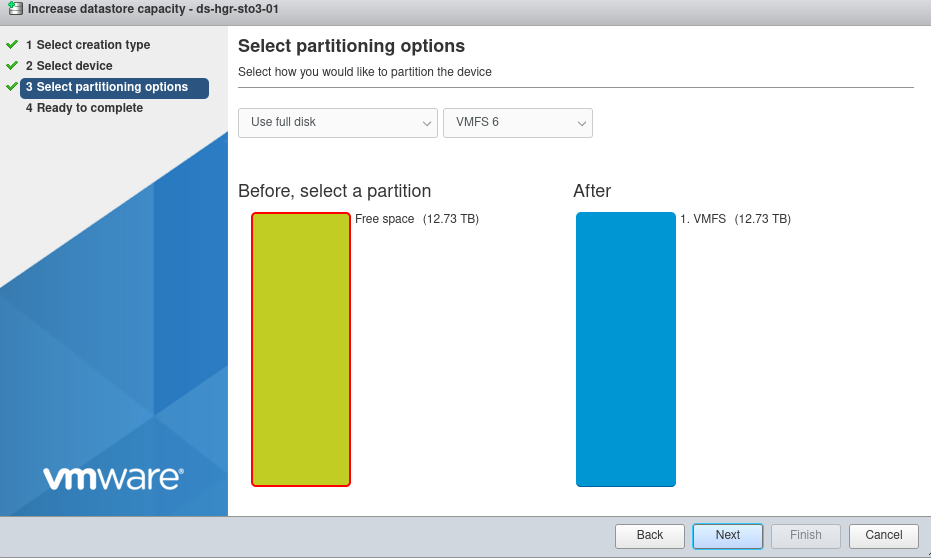 Increase datastore capacity - ds-hgr-sto3-01
1 Select creation type
2 Select device
3 Select partitioning options
4 Ready to complete
vmware®
Select partitioning options
Select how you would like to partition the device
Use full disk
VMFS 6
Before, select a partition
Free space (12.73 TB)
After
1. VMFS (12.73 TB)
Back
Next
Finish
Cancel